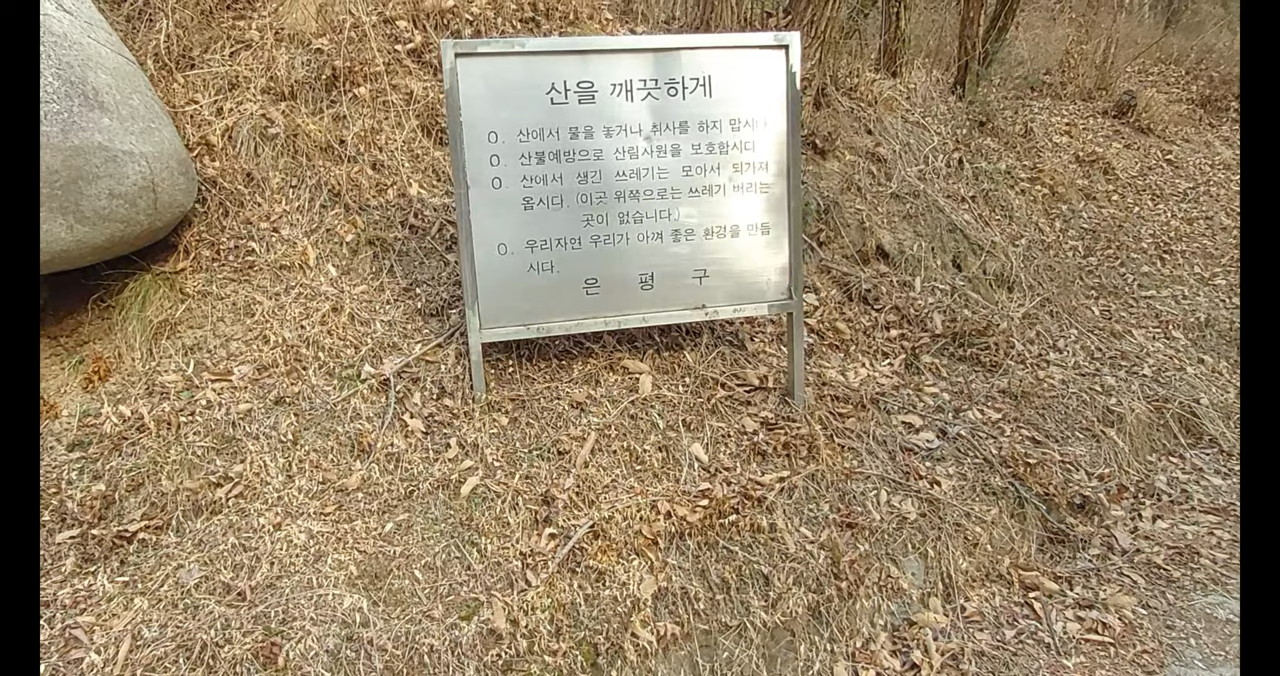 산을 깨끗하게
O. 산에서 불을 놓거나 취사를 하지 맙시다
O. 산불예방으로 산림자원을 보호합시다
O. 산에서 생긴 쓰레기는 모아서 되가져
옵시다. (이곳 위쪽으로는 쓰레기 버리는
곳이 없습니다.)
O. 우리자연 우리가 아껴 좋은 환경을 만듭
시다.
은 평 구